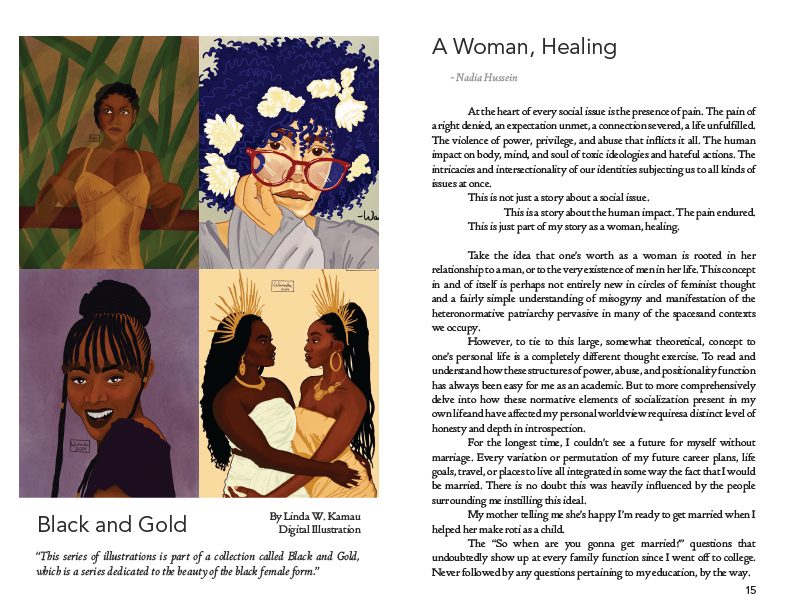 -Wa
Wairimu
2019
Black and Gold
By Linda W. Kamau
Digital Illustration
"This series of illustrations is part of a collection called Black and Gold,
which is a series dedicated to the beauty of the black female form."
A Woman, Healing
- Nadia Hussein
At the heart of every social issue is the presence of pain. The pain of
a right denied, an expectation unmet, a connection severed, a life unfulfilled.
The violence of power, privilege, and abuse that inflicts it all. The human
impact on body, mind, and soul of toxic ideologies and hateful actions. The
intricacies and intersectionality of our identities subjecting us to all kinds of
issues at once.
This is not just a story about a social issue.
This is a story about the human impact. The pain endured.
This is just part of my story as a woman, healing.
Take the idea that one's worth as a woman is rooted in her
relationship to a man, or to the very existence of men in her life. This concept
in and of itself is perhaps not entirely new in circles of feminist thought
and a fairly simple understanding of misogyny and manifestation of the
heteronormative patriarchy pervasive in many of the spacesand contexts
we occupy.
However, to tie to this large, somewhat theoretical, concept to
one's personal life is a completely different thought exercise. To read and
understand how these structures of power, abuse, and positionality function
has always been easy for me as an academic. But to more comprehensively
delve into how these normative elements of socialization present in my
own life and have affected my personal worldview requires a distinct level of
honesty and depth in introspection.
For the longest time, I couldn't see a future for myself without
marriage. Every variation or permutation of my future career plans, life
goals, travel, or places to live all integrated in some way the fact that I would
be married. There is no doubt this was heavily influenced by the people
surrounding me instilling this ideal.
My mother telling me she's happy I'm ready to get married when I
helped her make roti as a child.
The "So when are you gonna get married?" questions that
undoubtedly show up at every family function since I went off to college.
Never followed by any questions pertaining to my education, by the way.
15